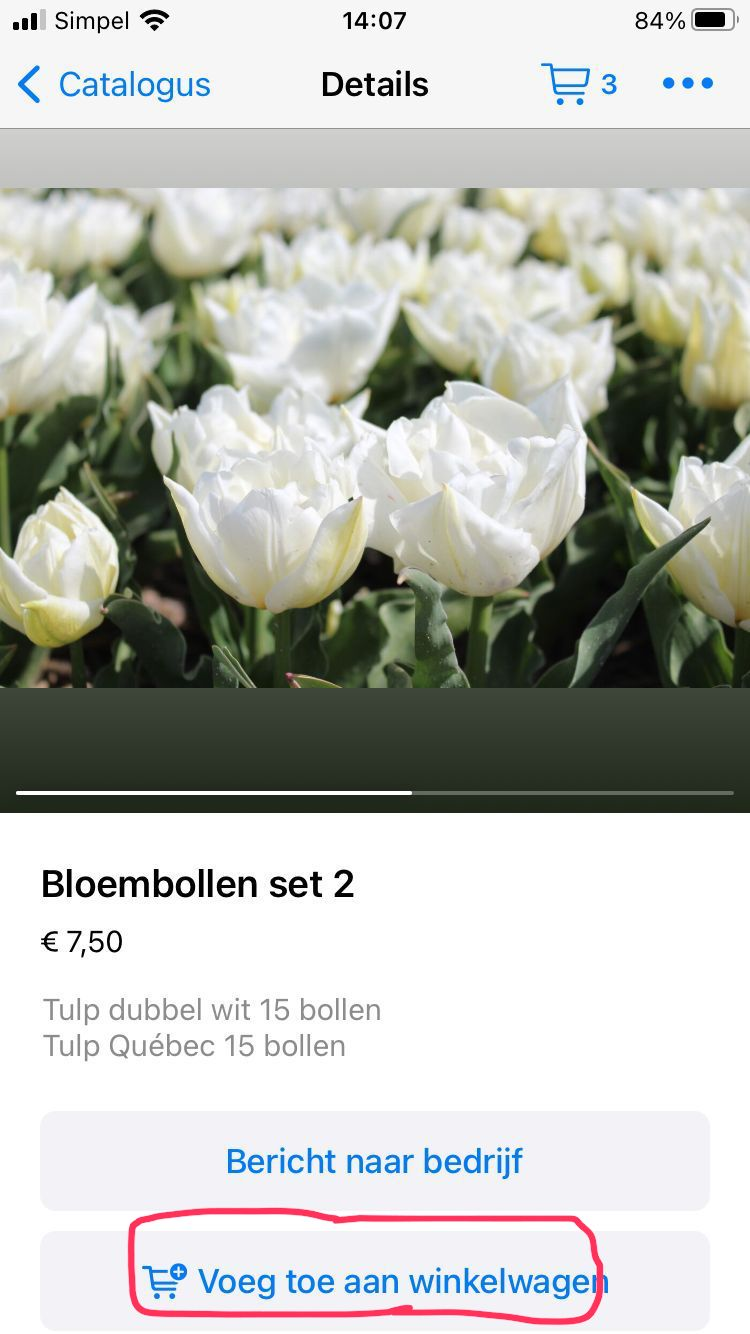 Simpel 14:07 84%
Catalogus Details 3
Bloembollen set 2
€ 7,50
Tulp dubbel wit 15 bollen
Tulp Québec 15 bollen
Bericht naar bedrijf
Voeg toe aan winkelwagen